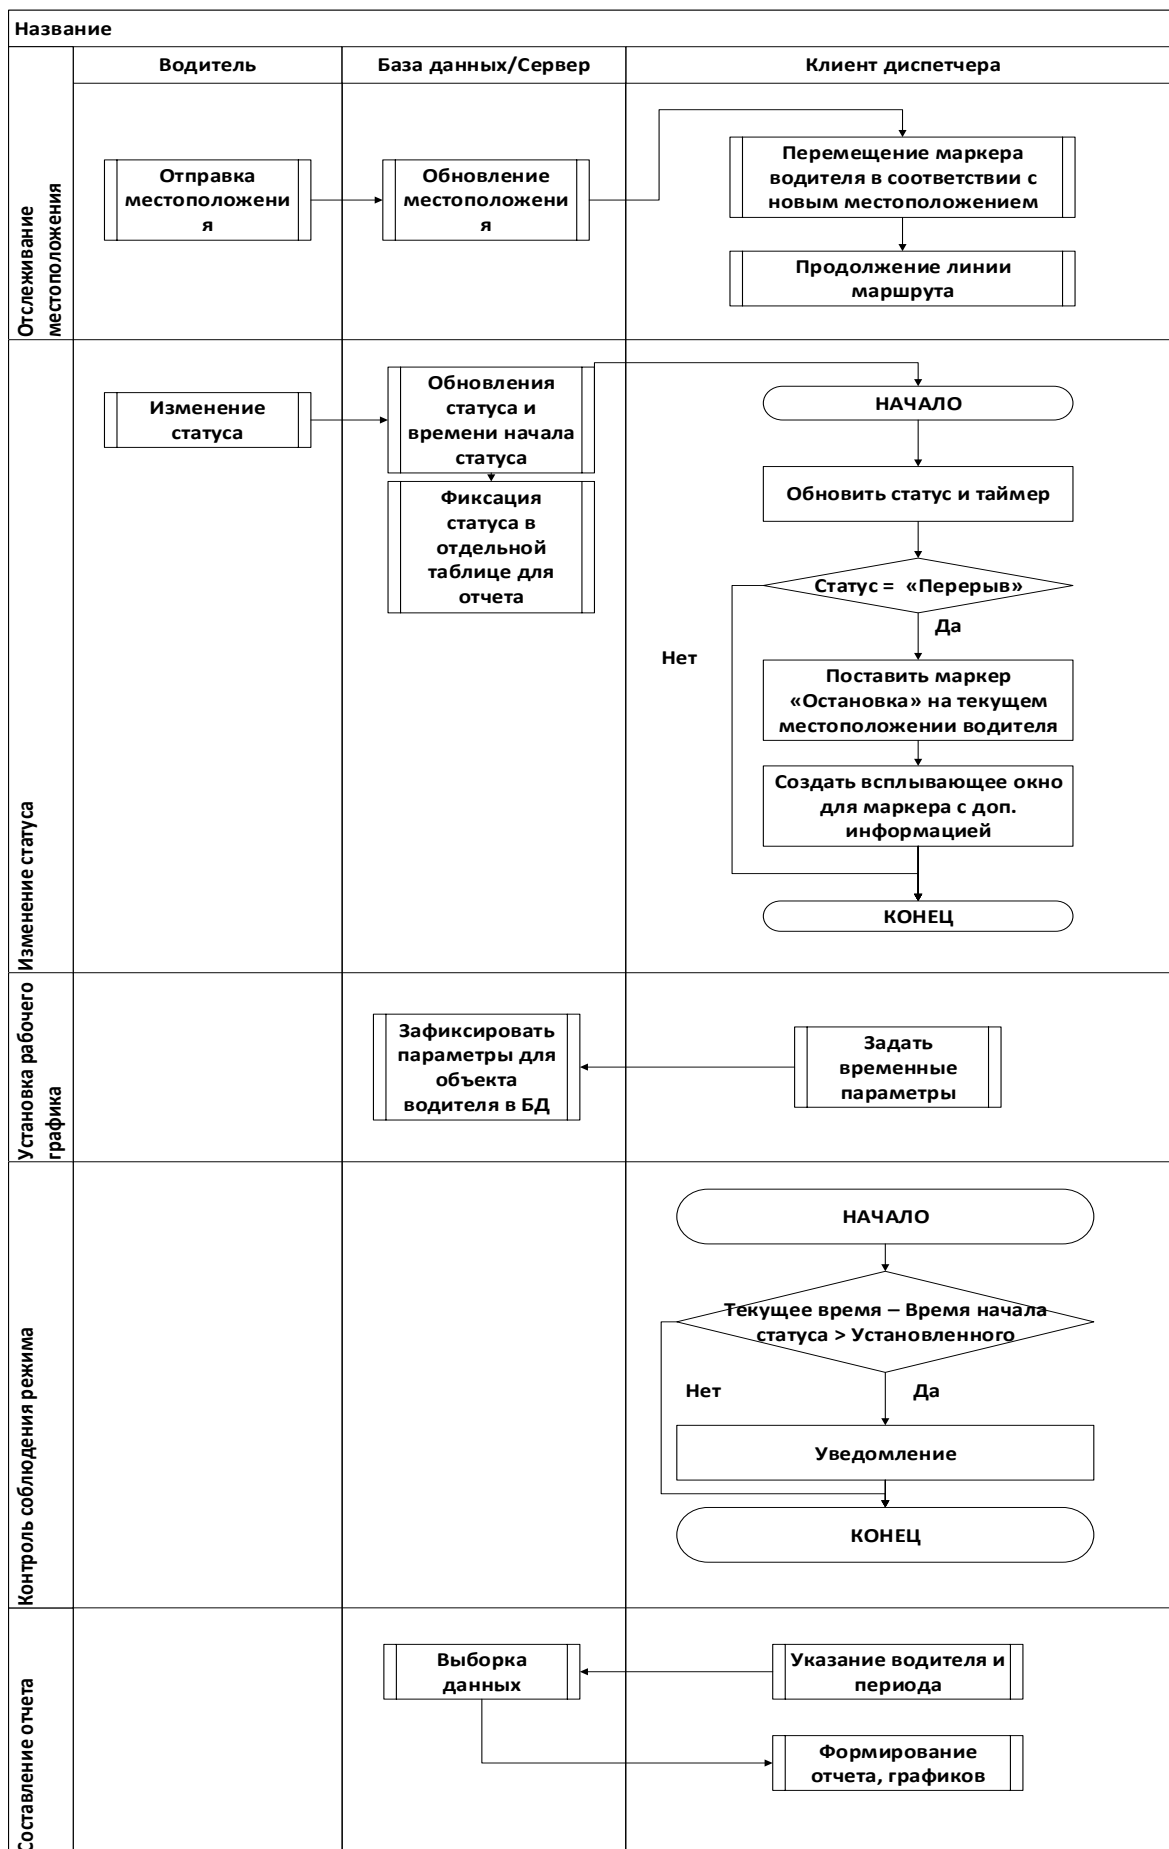 Название
Водитель
База данных/Сервер
Клиент диспетчера
Отслеживание
местоположения
Отправка
местоположени
я
Обновление
местоположени
я
Перемещение маркера
водителя в соответствии с
новым местоположением
Продолжение линии
маршрута
Изменение статуса
Изменение
статуса
Обновления
статуса и
времени начала
статуса
Фиксация
статуса в
отдельной
таблице для
отчета
НАЧАЛО
Обновить статус и таймер
Статус = «Перерыв»
Да
Нет
Поставить маркер
«Остановка» на текущем
местоположении водителя
Создать всплывающее окно
для маркера с доп.
информацией
КОНЕЦ
Установка рабочего
графика
Зафиксировать
параметры для
объекта
водителя в БД
Задать
временные
параметры
Контроль соблюдения режима
НАЧАЛО
Текущее время – Время начала
статуса > Установленного
Нет
Да
Уведомление
КОНЕЦ
Составление отчета
Выборка
данных
Указание водителя и
периода
Формирование
отчета, графиков